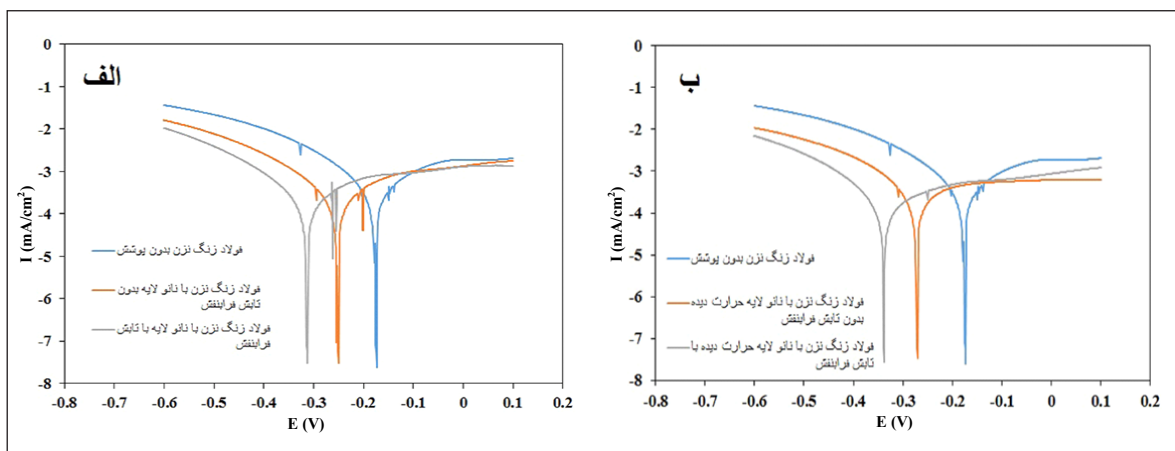 الف
0
-1
-2
-3
-4
-5
-6
-7
-8
I (mA/cm2)
فولاد زنگ نزن بدون پوشش
فولاد زنگ نزن با نانو لایه بدون
تابش فرابنفش
فولاد زنگ نزن با نانو لایه با تابش
فرابنفش
-0.8 -0.7 -0.6 -0.5 -0.4 -0.3 -0.2 -0.1 0 0.1 0.2
E (V)
ب
0
-1
-2
-3
-4
-5
-6
-7
-8
I (mA/cm2)
فولاد زنگ نزن بدون پوشش
فولاد زنگ نزن با نانو لایه حرارت دیده
بدون تابش فرابنفش
فولاد زنگ نزن با نانو لایه حرارت دیده با
تابش فرابنفش
-0.8 -0.7 -0.6 -0.5 -0.4 -0.3 -0.2 -0.1 0 0.1 0.2
E (V)